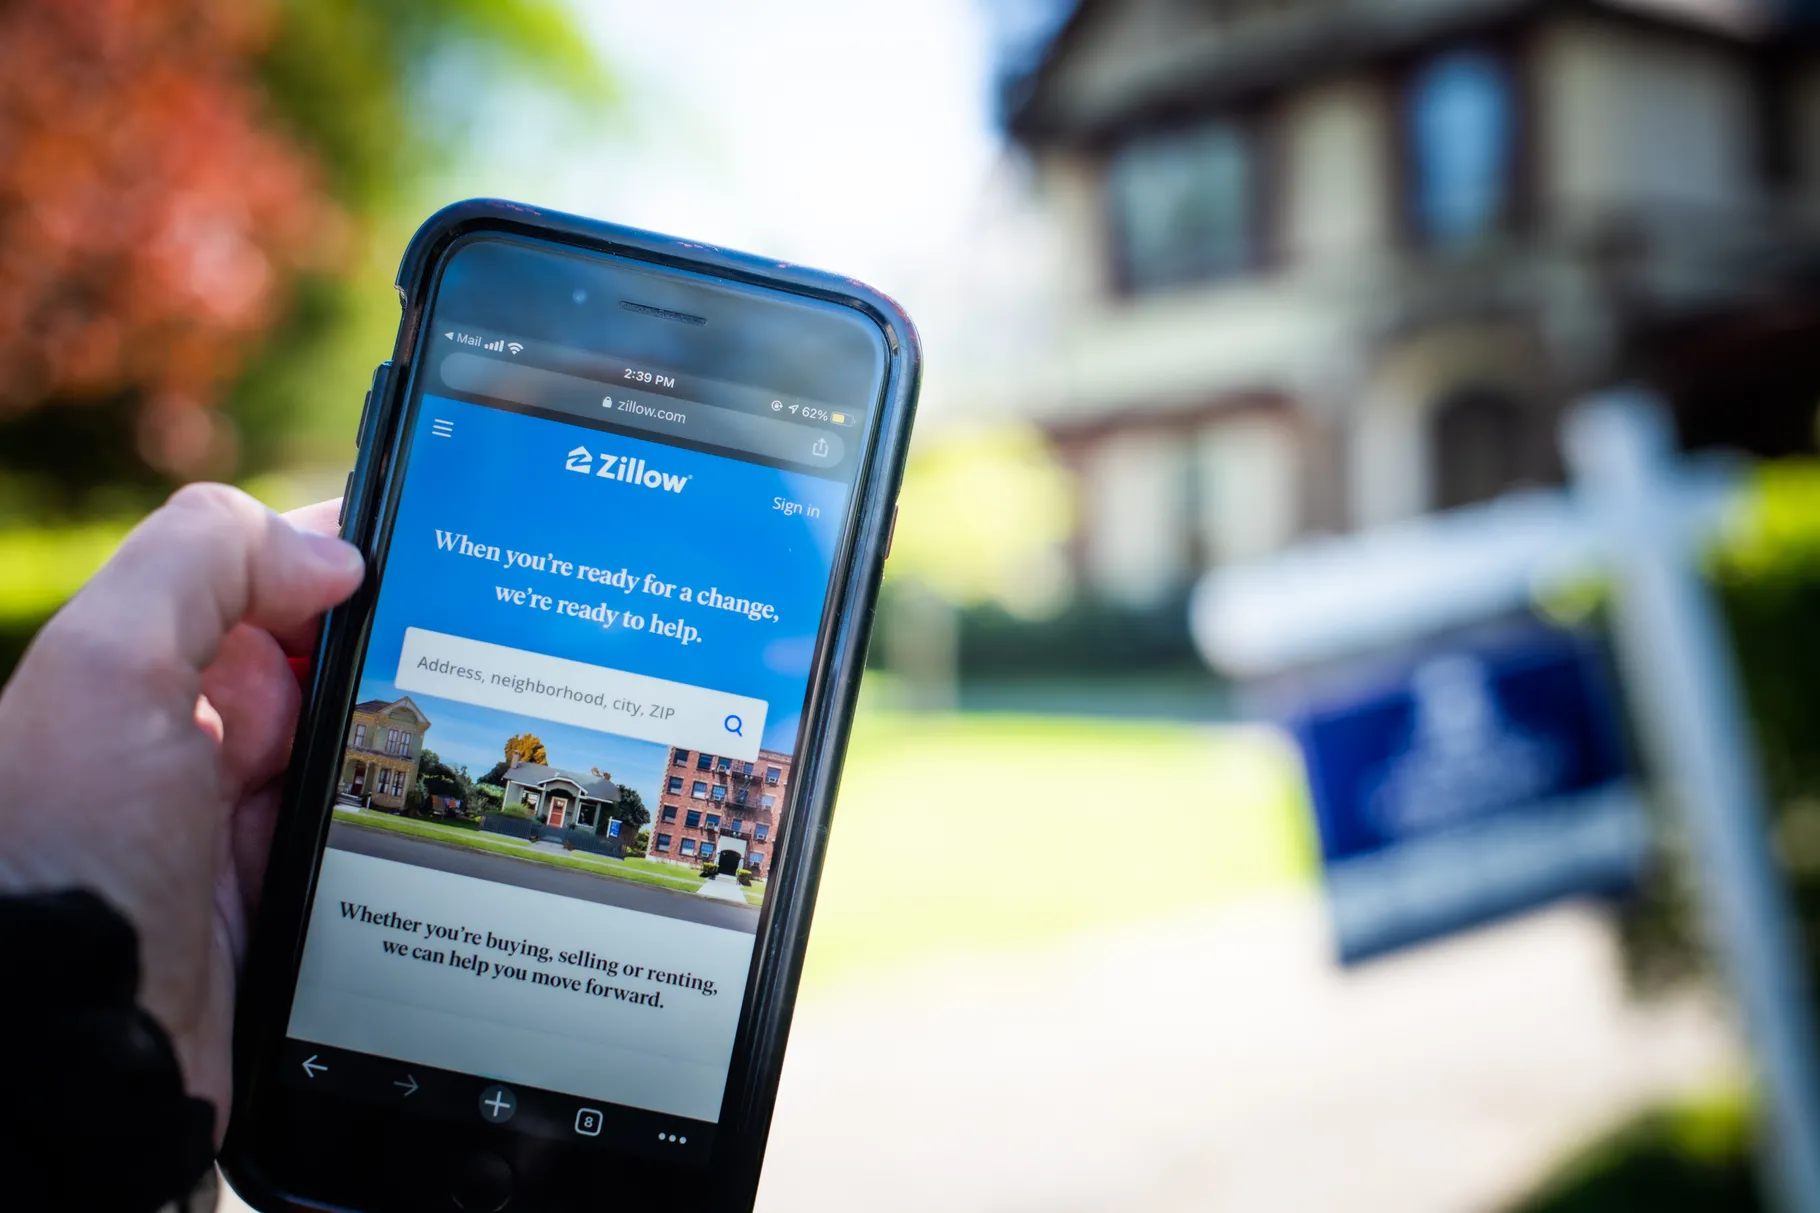 Mail
2:39 PM
62%
zillow.com
Zillow
Sign in
When you're ready for a change,
we're ready to help.
Address, neighborhood, city, ZIP
Whether you're buying, selling or renting,
we can help you move forward.
8